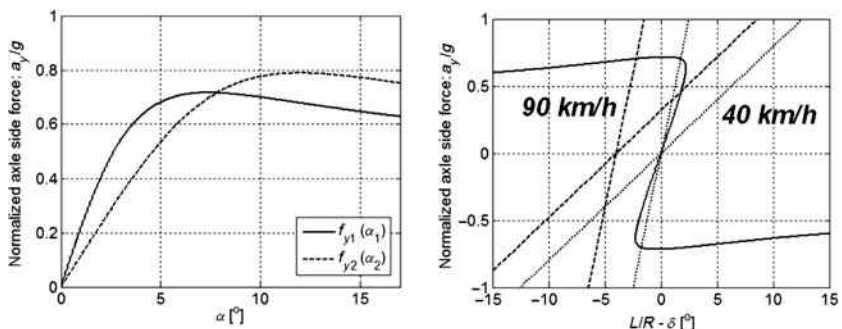 Normalized axle side force: a_y/g
1
0.8
0.6
0.4
0.2
0
0
5
10
15
α [°]
f_y1 (α_1)
f_y2 (α_2)
Normalized axle side force: a_y/g
1
0.5
0
−0.5
−1
−15
−10
−5
0
5
10
15
L/R - δ [°]
90 km/h
40 km/h